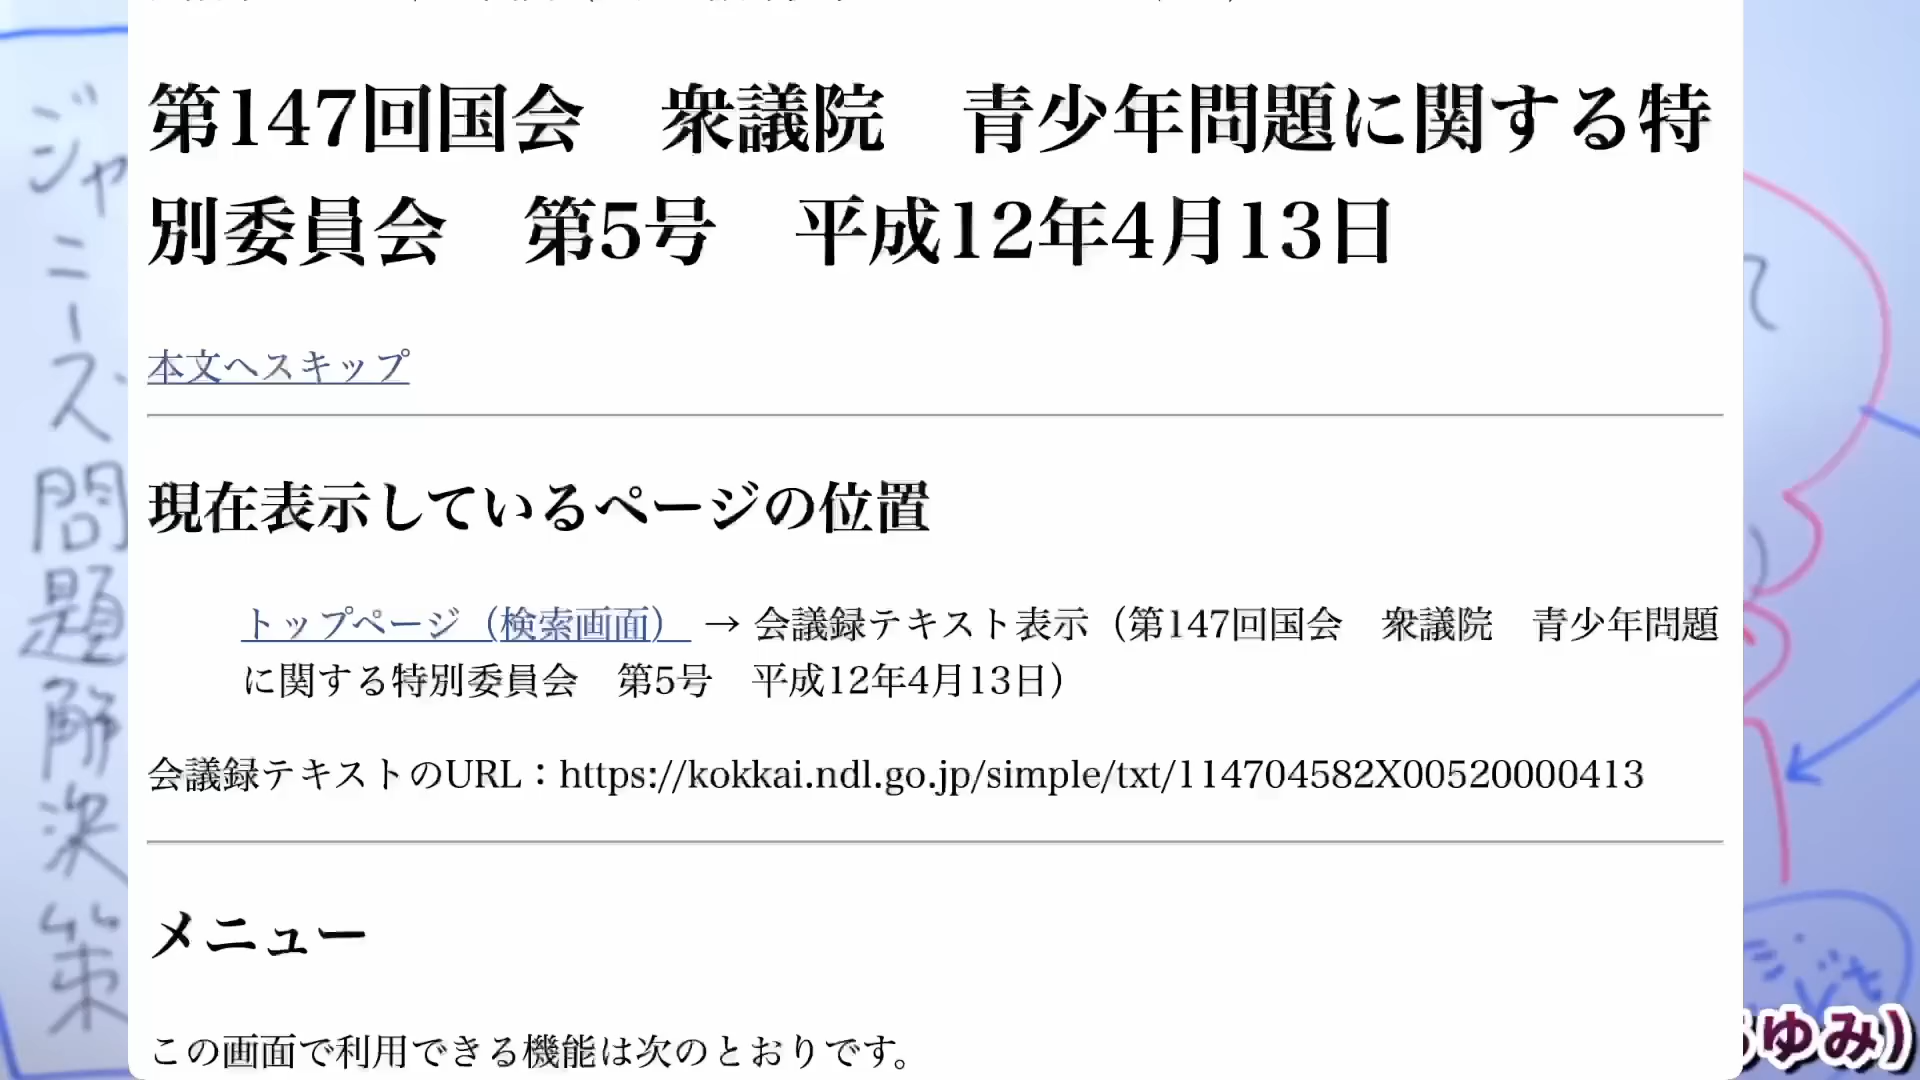 第147回国会　衆議院　青少年問題に関する特
別委員会　第5号　平成12年4月13日
本文へスキップ
現在表示しているページの位置
トップページ（検索画面） → 会議録テキスト表示（第147回国会　衆議院　青少年問題
に関する特別委員会　第5号　平成12年4月13日）
会議録テキストのURL：https://kokkai.ndl.go.jp/simple/txt/114704582X00520000413
メニュー
この画面で利用できる機能は次のとおりです。
ジャニーズ問題解決策
こども
ゆみ)